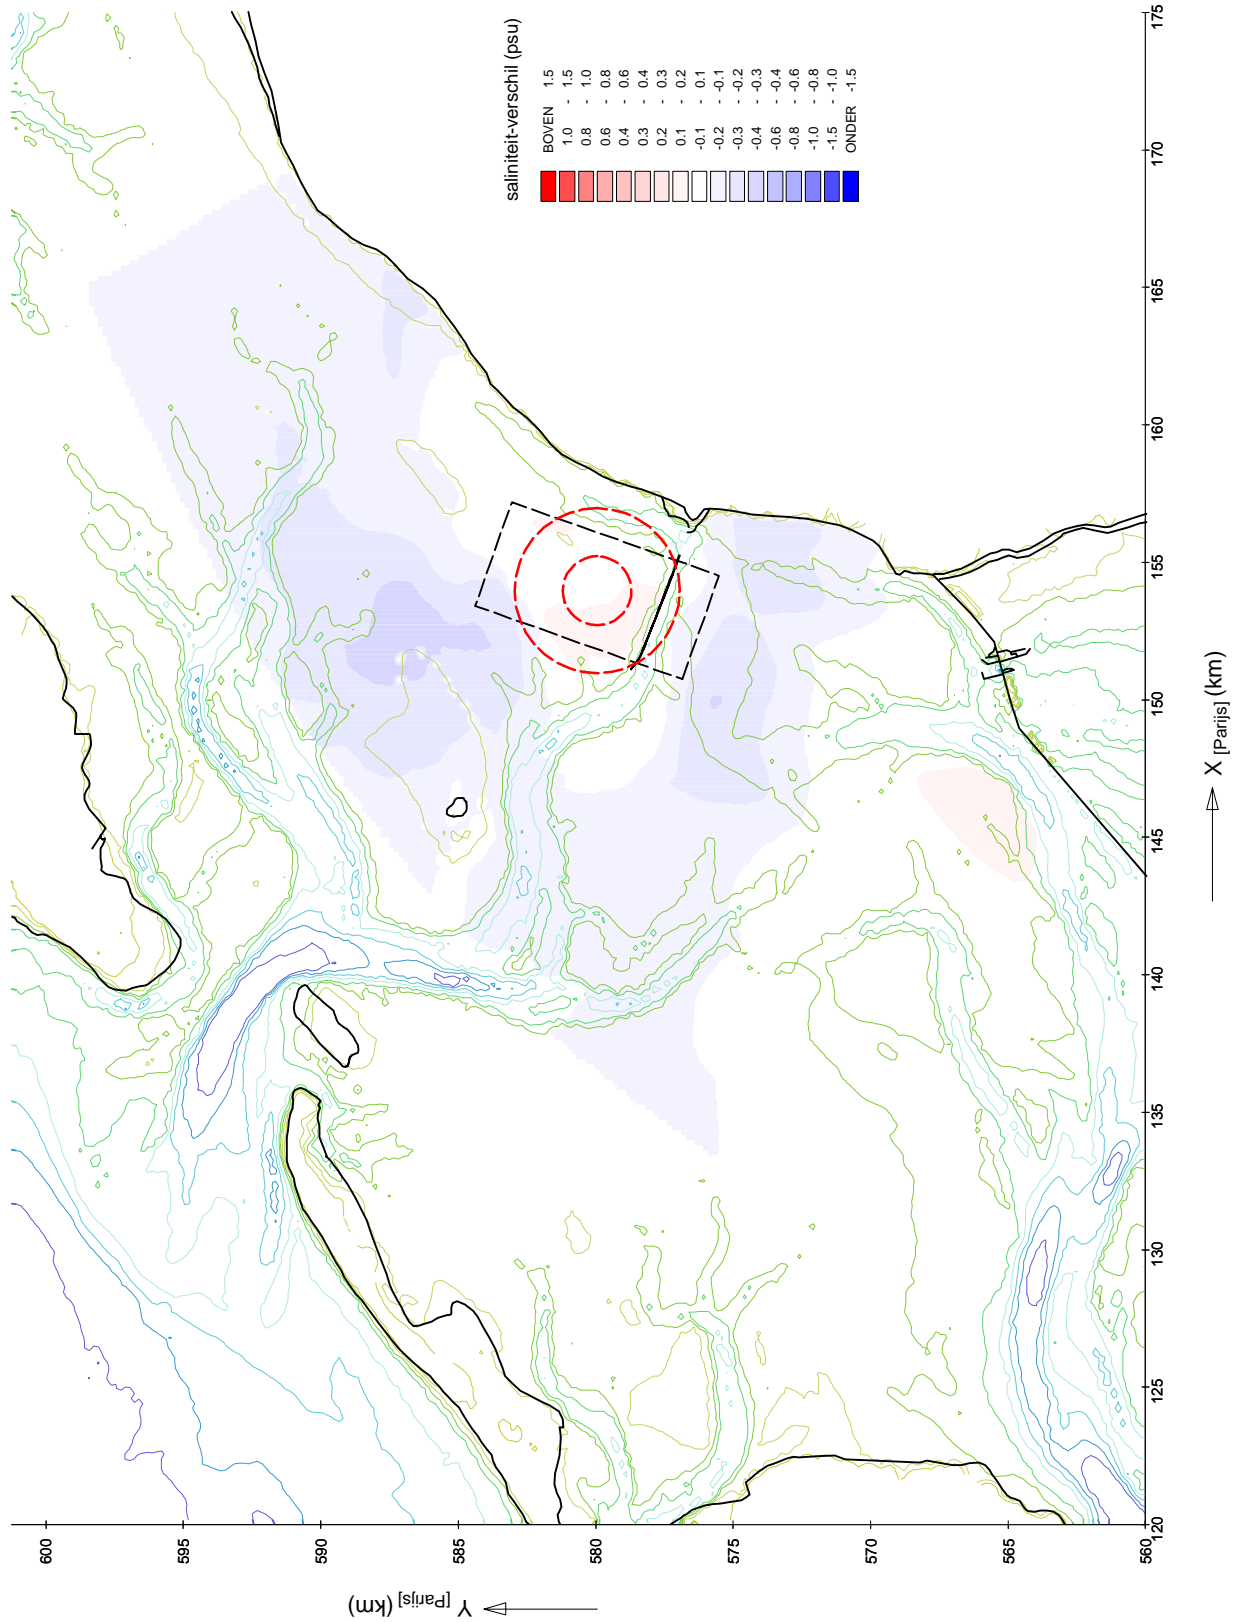 saliniteit-verschil (psu)
BOVEN 1.5
1.0 - 1.5
0.8 - 1.0
0.6 - 0.8
0.4 - 0.6
0.3 - 0.4
0.2 - 0.3
0.1 - 0.2
-0.1 - 0.1
-0.2 - -0.1
-0.3 - -0.2
-0.4 - -0.3
-0.6 - -0.4
-0.8 - -0.6
-1.0 - -0.8
-1.5 - -1.0
ONDER -1.5
600
595
590
585
580
575
570
565
560
Y [Parijs] (km)
120
125
130
135
140
145
150
155
160
165
170
175
X [Parijs] (km)